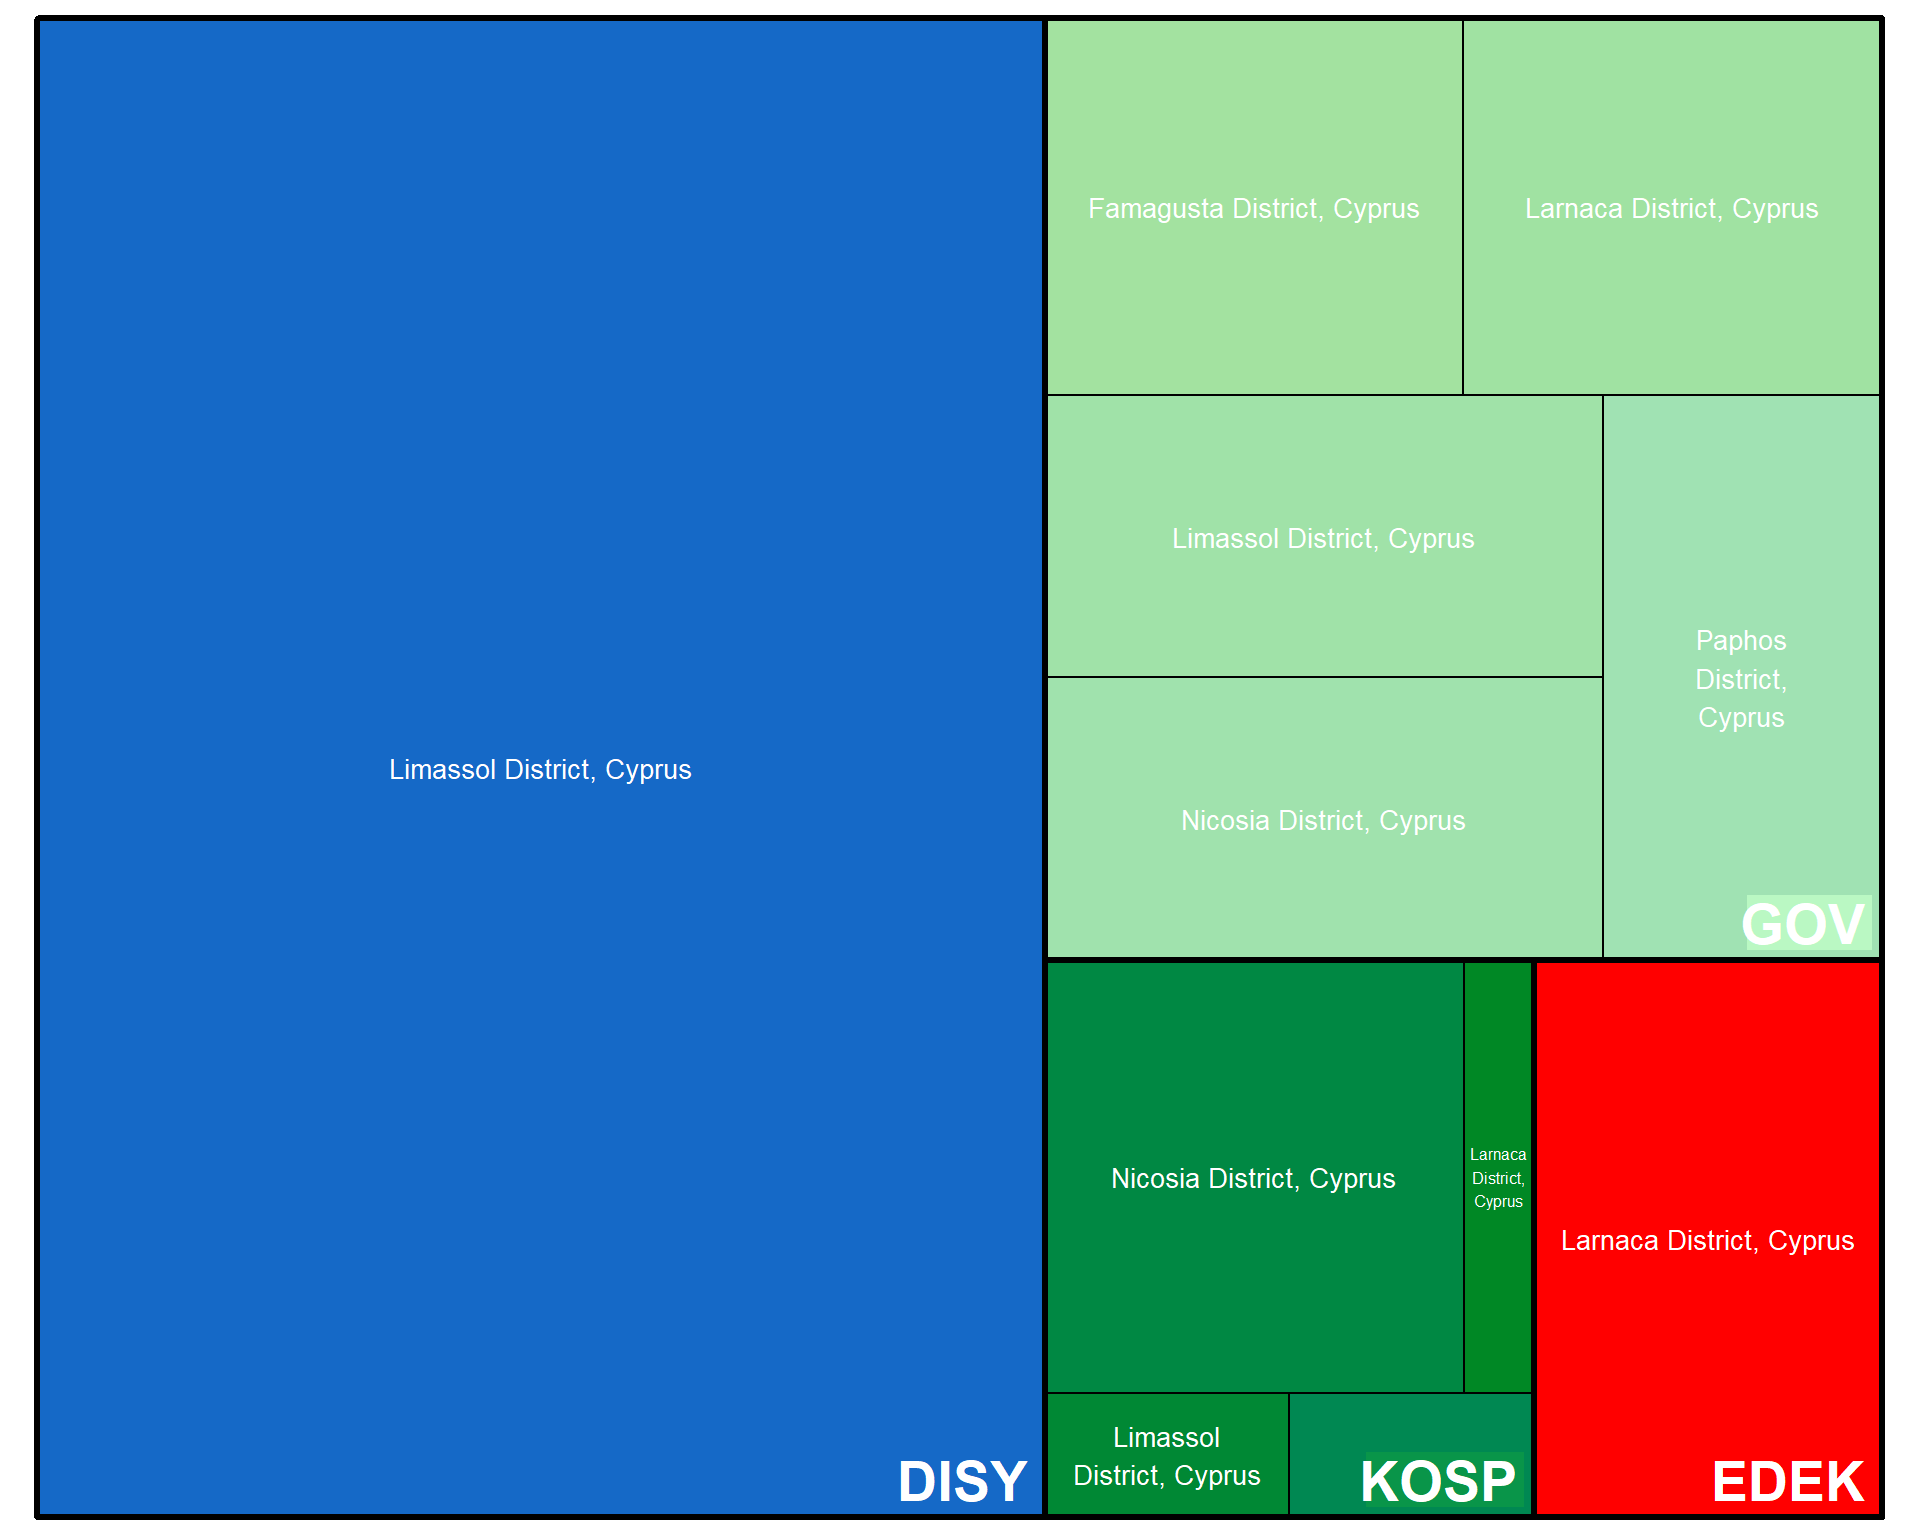 Limassol District, Cyprus
DISY
Famagusta District, Cyprus
Larnaca District, Cyprus
Limassol District, Cyprus
Nicosia District, Cyprus
Paphos
District,
Cyprus
GOV
Nicosia District, Cyprus
Larnaca
District,
Cyprus
Limassol
District, Cyprus
KOSP
Larnaca District, Cyprus
EDEK